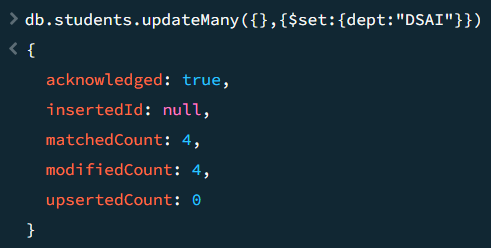 > db.students.updateMany({},{$set:{dept:"DSAI"}})
< {
acknowledged: true,
insertedId: null,
matchedCount: 4,
modifiedCount: 4,
upsertedCount: 0
}